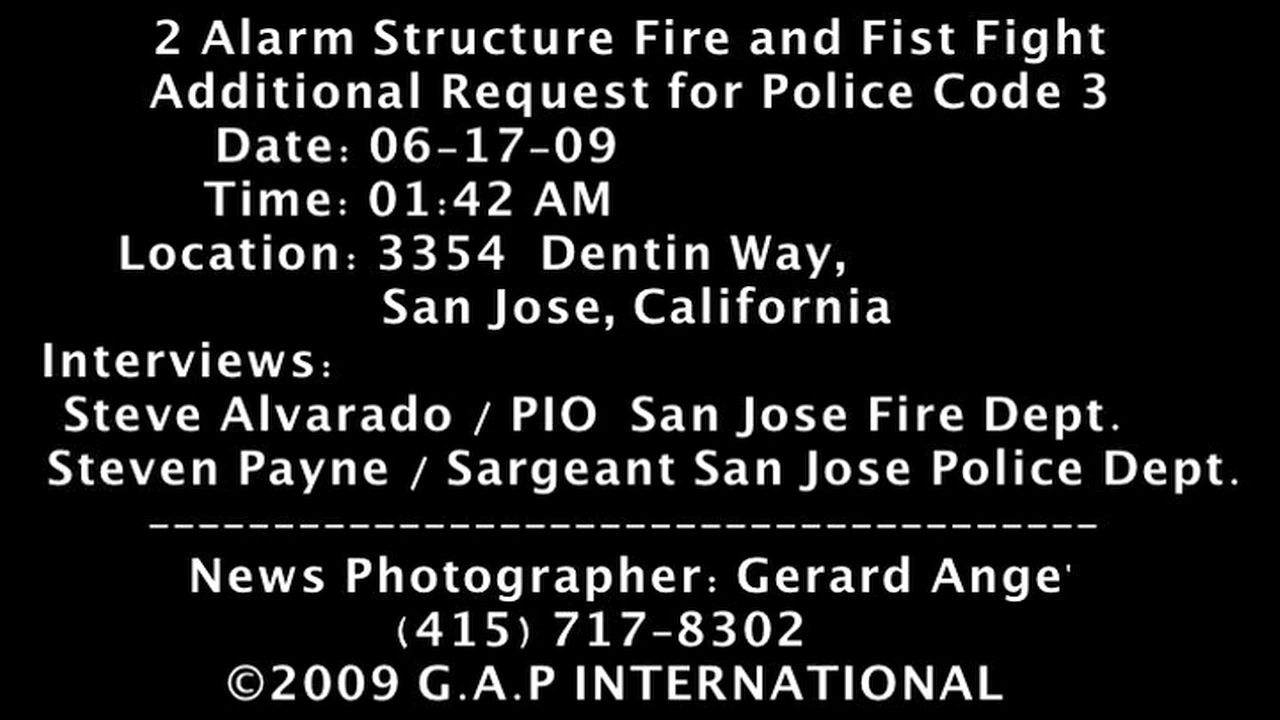 2 Alarm Structure Fire and Fist Fight
Additional Request for Police Code 3
Date: 06-17-09
Time: 01:42 AM
Location: 3354 Dentin Way,
San Jose, California
Interviews:
Steve Alvarado / PIO San Jose Fire Dept.
Steven Payne / Sargeant San Jose Police Dept.
--------------------------------------
News Photographer: Gerard Ange'
(415) 717-8302
©2009 G.A.P INTERNATIONAL